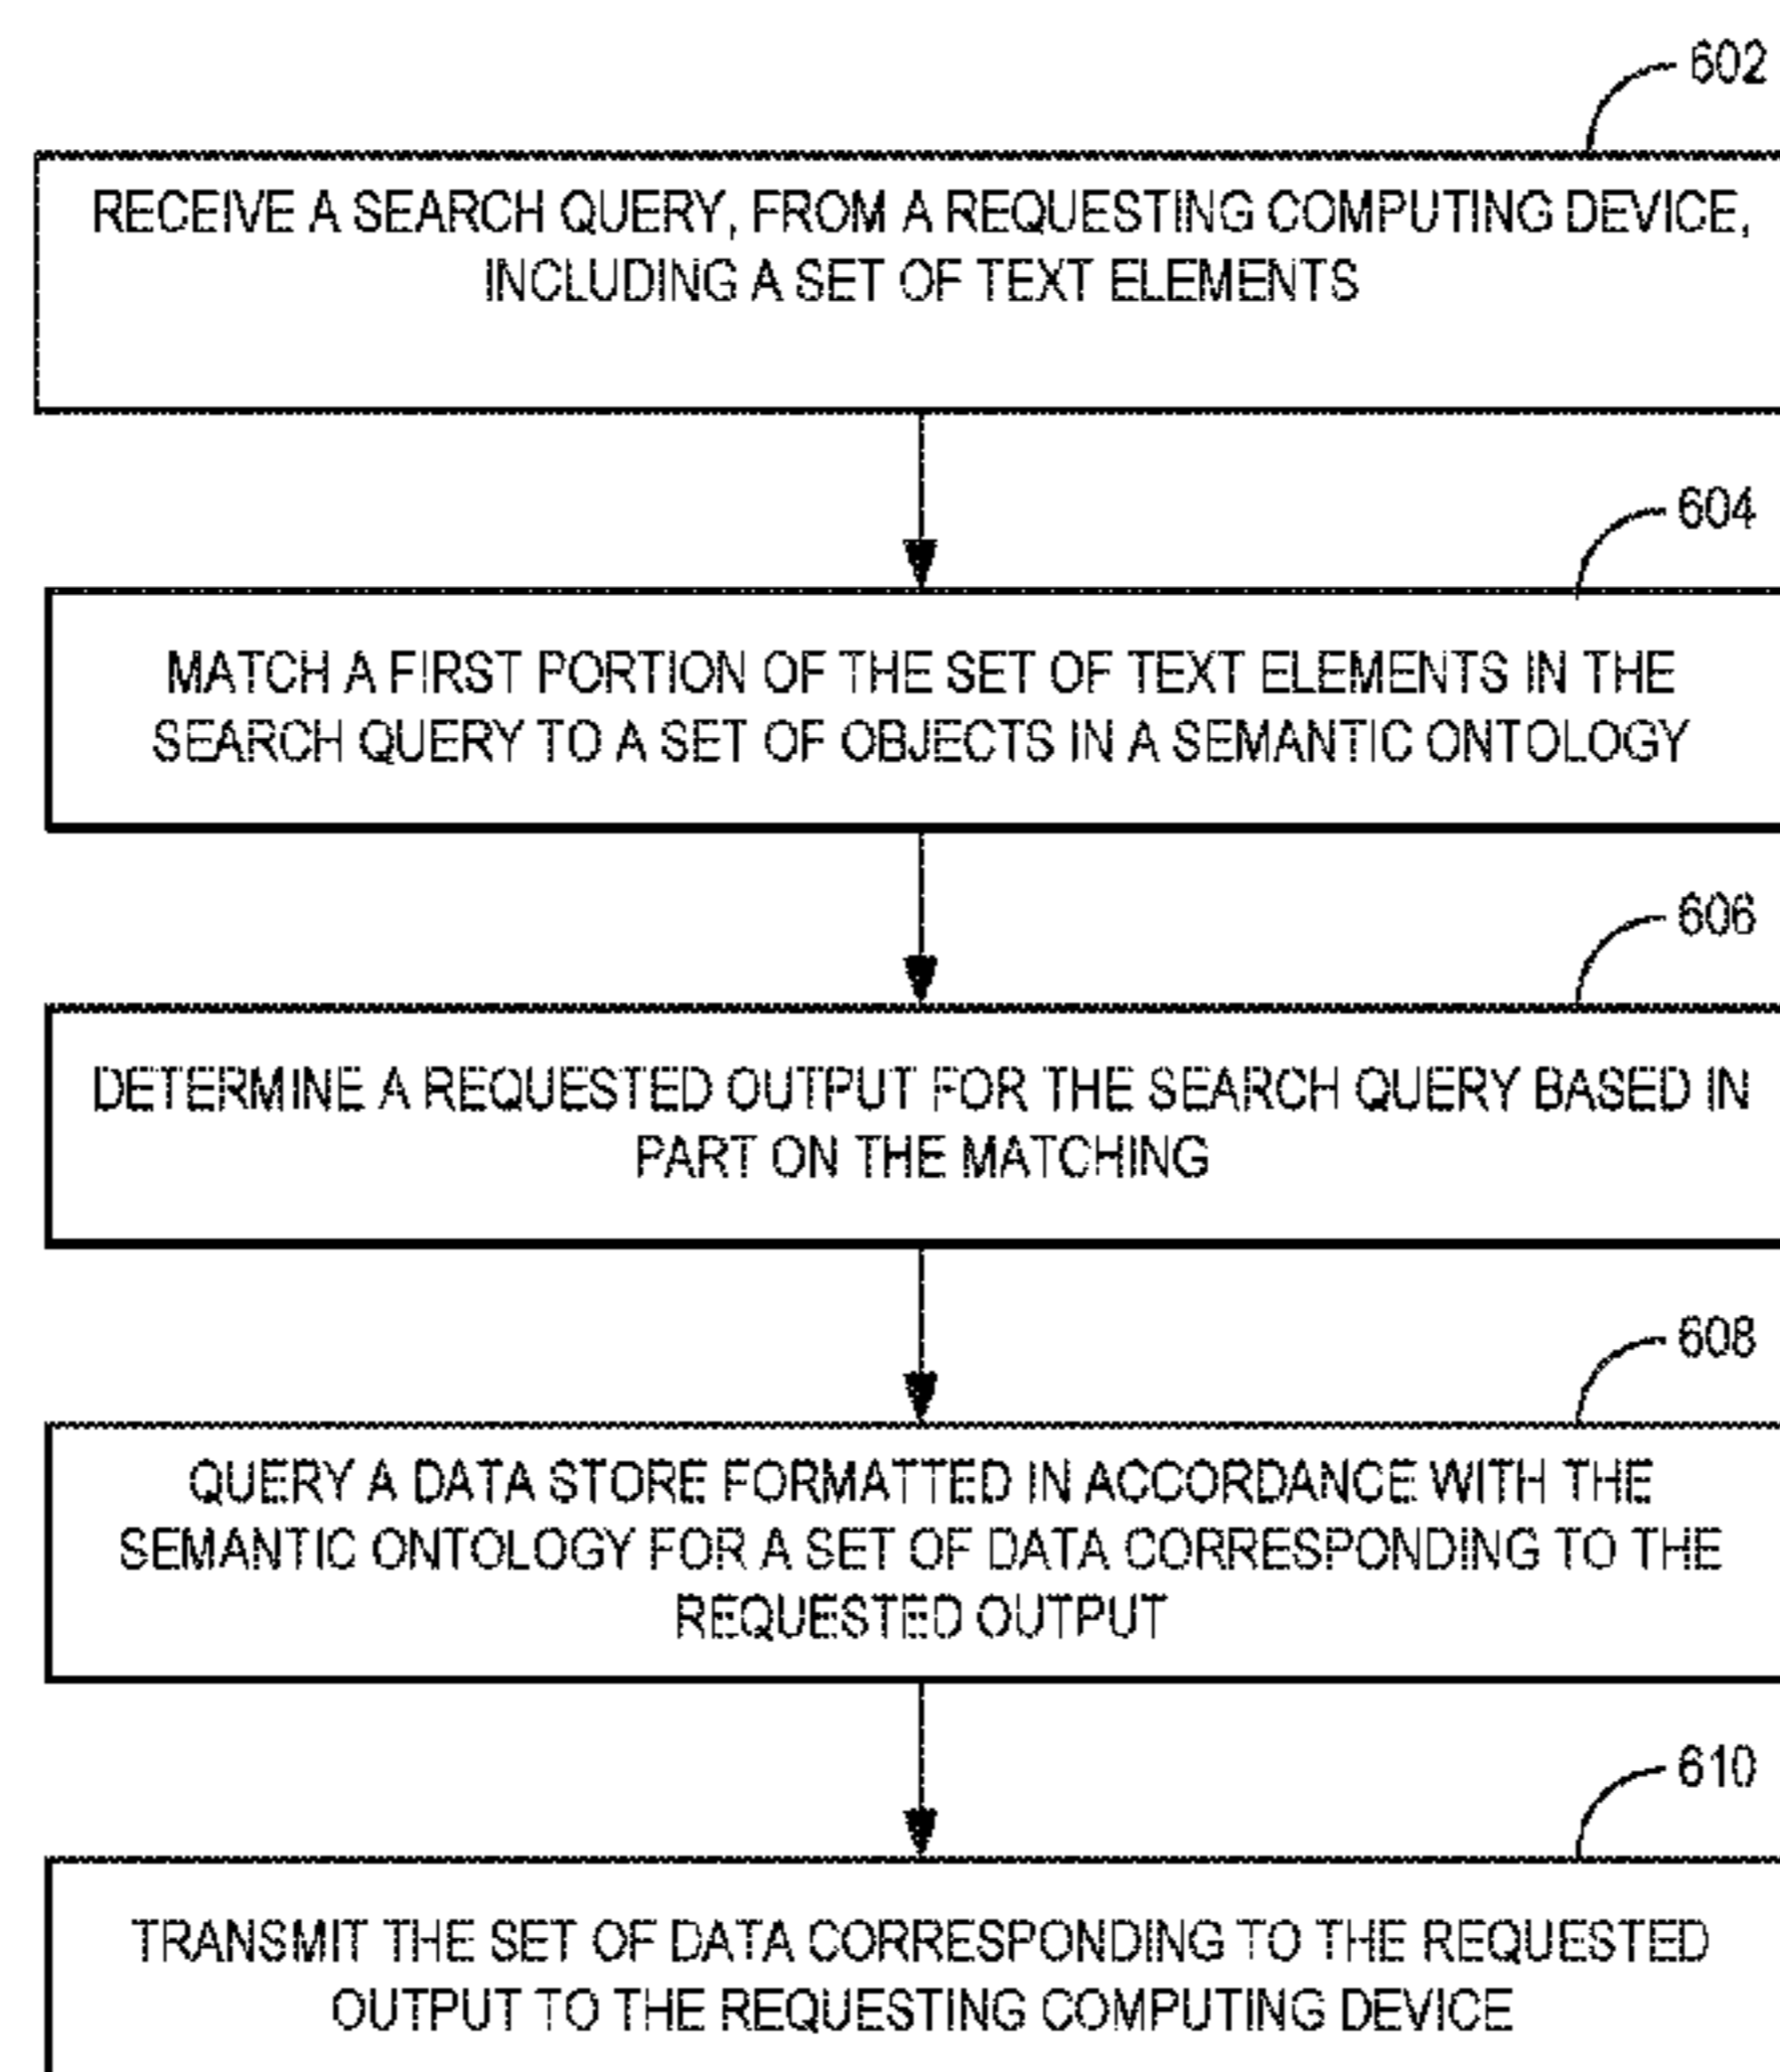 602
RECEIVE A SEARCH QUERY, FROM A REQUESTING COMPUTING DEVICE,
INCLUDING A SET OF TEXT ELEMENTS
604
MATCH A FIRST PORTION OF THE SET OF TEXT ELEMENTS IN THE
SEARCH QUERY TO A SET OF OBJECTS IN A SEMANTIC ONTOLOGY
606
DETERMINE A REQUESTED OUTPUT FOR THE SEARCH QUERY BASED IN
PART ON THE MATCHING
608
QUERY A DATA STORE FORMATTED IN ACCORDANCE WITH THE
SEMANTIC ONTOLOGY FOR A SET OF DATA CORRESPONDING TO THE
REQUESTED OUTPUT
610
TRANSMIT THE SET OF DATA CORRESPONDING TO THE REQUESTED
OUTPUT TO THE REQUESTING COMPUTING DEVICE